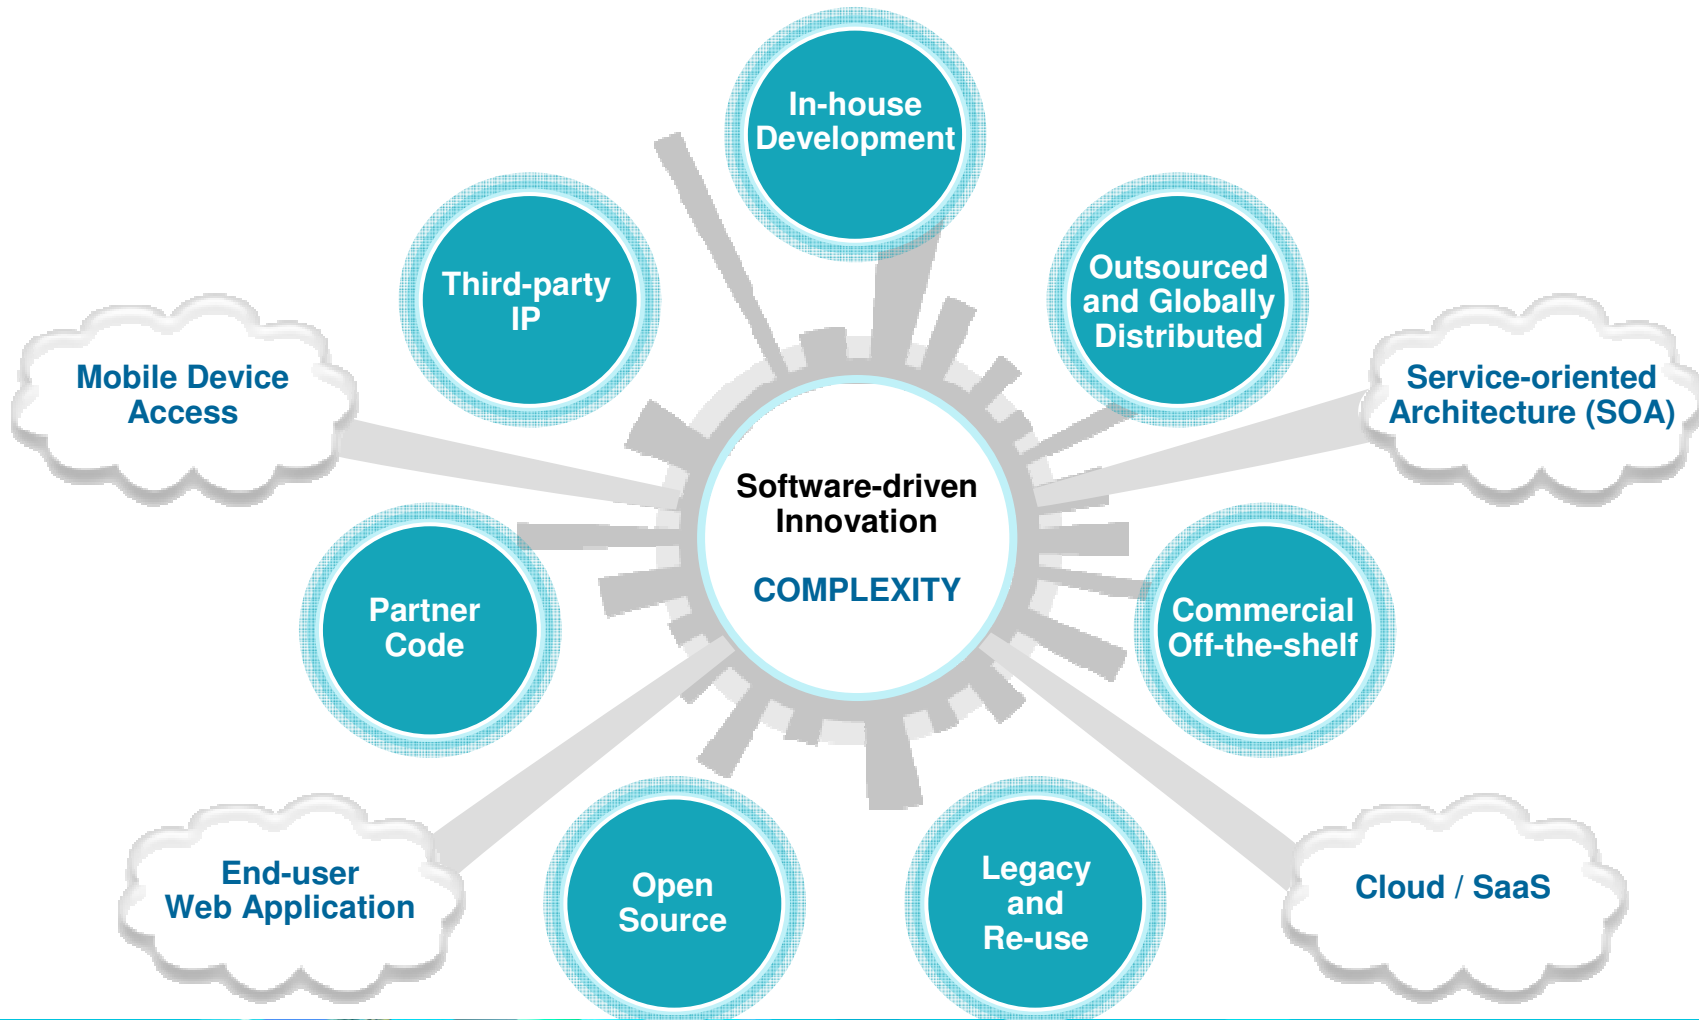 In-house
Development
Third-party
IP
Outsourced
and Globally
Distributed
Mobile Device
Access
Service-oriented
Architecture (SOA)
Software-driven
Innovation
COMPLEXITY
Partner
Code
Commercial
Off-the-shelf
End-user
Web Application
Open
Source
Legacy
and
Re-use
Cloud / SaaS